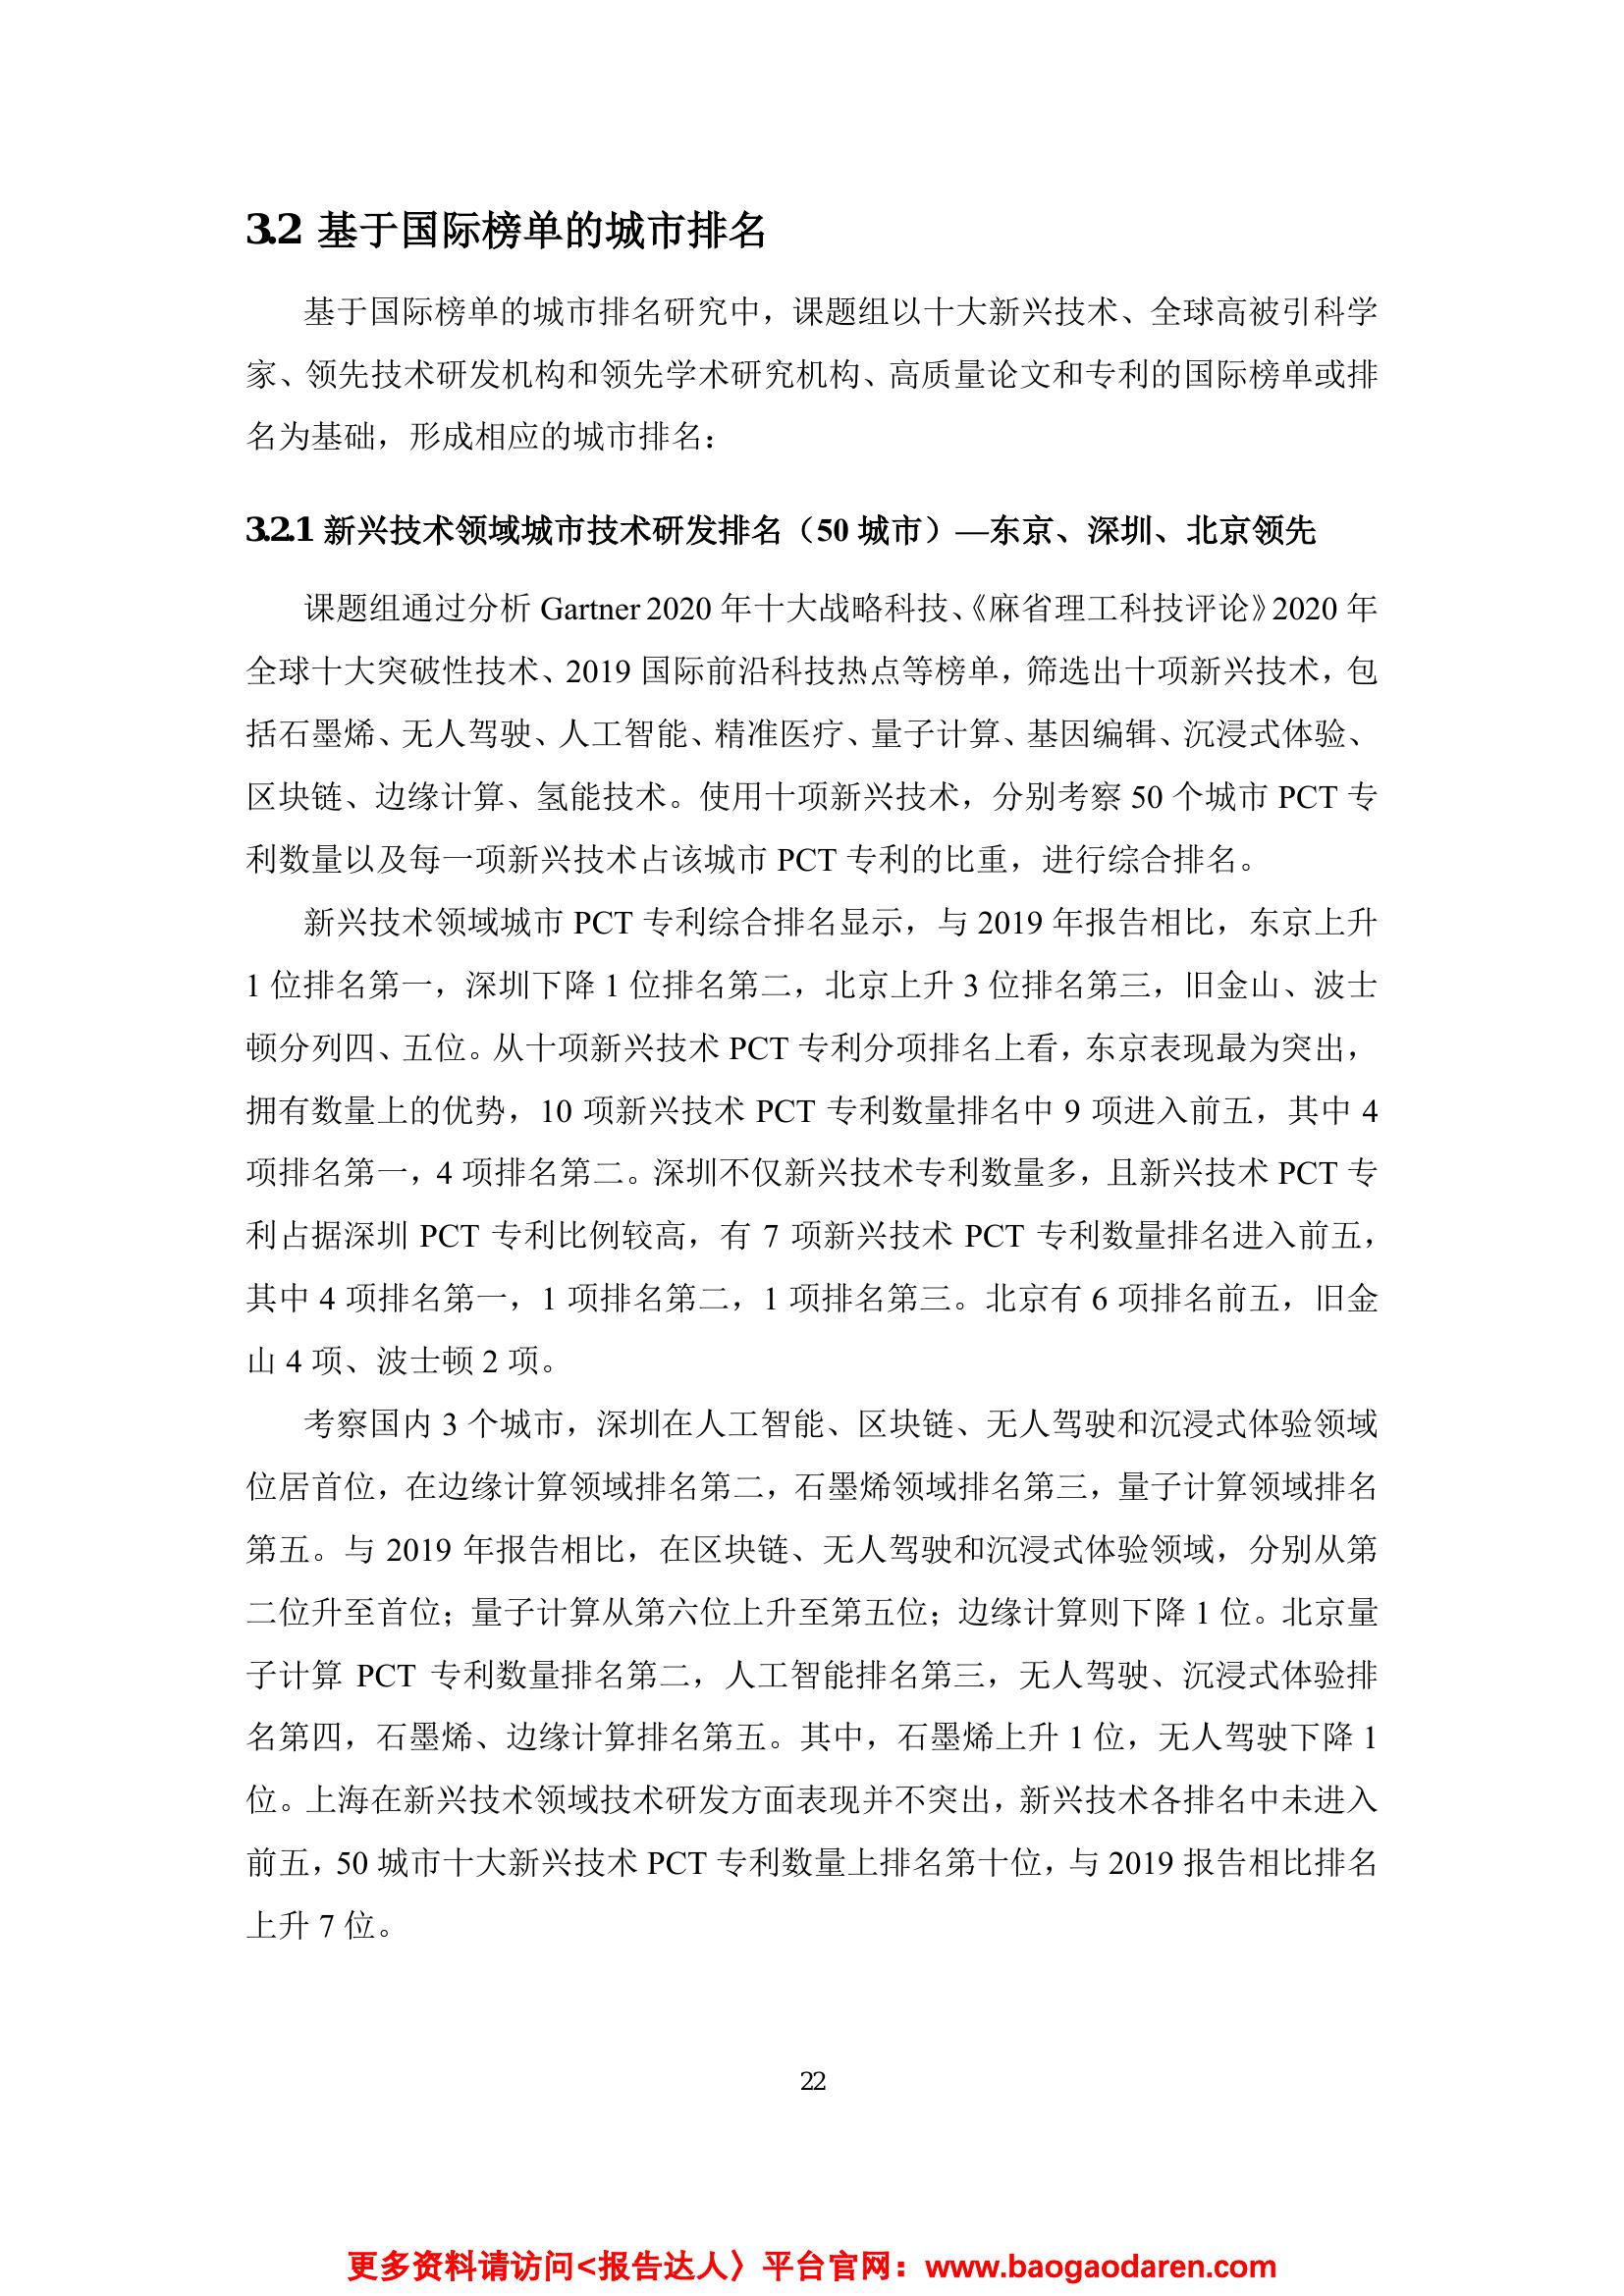 3.2 基于国际榜单的城市排名
基于国际榜单的城市排名研究中，课题组以十大新兴技术、全球高被引科学
家、领先技术研发机构和领先学术研究机构、高质量论文和专利的国际榜单或排
名为基础，形成相应的城市排名：
3.2.1 新兴技术领域城市技术研发排名（50 城市）—东京、深圳、北京领先
课题组通过分析 Gartner 2020 年十大战略科技、《麻省理工科技评论》2020 年
全球十大突破性技术、2019 国际前沿科技热点等榜单，筛选出十项新兴技术，包
括石墨烯、无人驾驶、人工智能、精准医疗、量子计算、基因编辑、沉浸式体验、
区块链、边缘计算、氢能技术。使用十项新兴技术，分别考察 50 个城市 PCT 专
利数量以及每一项新兴技术占该城市 PCT 专利的比重，进行综合排名。
新兴技术领域城市 PCT 专利综合排名显示，与 2019 年报告相比，东京上升
1 位排名第一，深圳下降 1 位排名第二，北京上升 3 位排名第三，旧金山、波士
顿分列四、五位。从十项新兴技术 PCT 专利分项排名上看，东京表现最为突出，
拥有数量上的优势，10 项新兴技术 PCT 专利数量排名中 9 项进入前五，其中 4
项排名第一，4 项排名第二。深圳不仅新兴技术专利数量多，且新兴技术 PCT 专
利占据深圳 PCT 专利比例较高，有 7 项新兴技术 PCT 专利数量排名进入前五，
其中 4 项排名第一，1 项排名第二，1 项排名第三。北京有 6 项排名前五，旧金
山 4 项、波士顿 2 项。
考察国内 3 个城市，深圳在人工智能、区块链、无人驾驶和沉浸式体验领域
位居首位，在边缘计算领域排名第二，石墨烯领域排名第三，量子计算领域排名
第五。与 2019 年报告相比，在区块链、无人驾驶和沉浸式体验领域，分别从第
二位升至首位；量子计算从第六位上升至第五位；边缘计算则下降 1 位。北京量
子计算 PCT 专利数量排名第二，人工智能排名第三，无人驾驶、沉浸式体验排
名第四，石墨烯、边缘计算排名第五。其中，石墨烯上升 1 位，无人驾驶下降 1
位。上海在新兴技术领域技术研发方面表现并不突出，新兴技术各排名中未进入
前五，50 城市十大新兴技术 PCT 专利数量上排名第十位，与 2019 报告相比排名
上升 7 位。
22
更多资料请访问<报告达人〉平台官网：www.baogaodaren.com